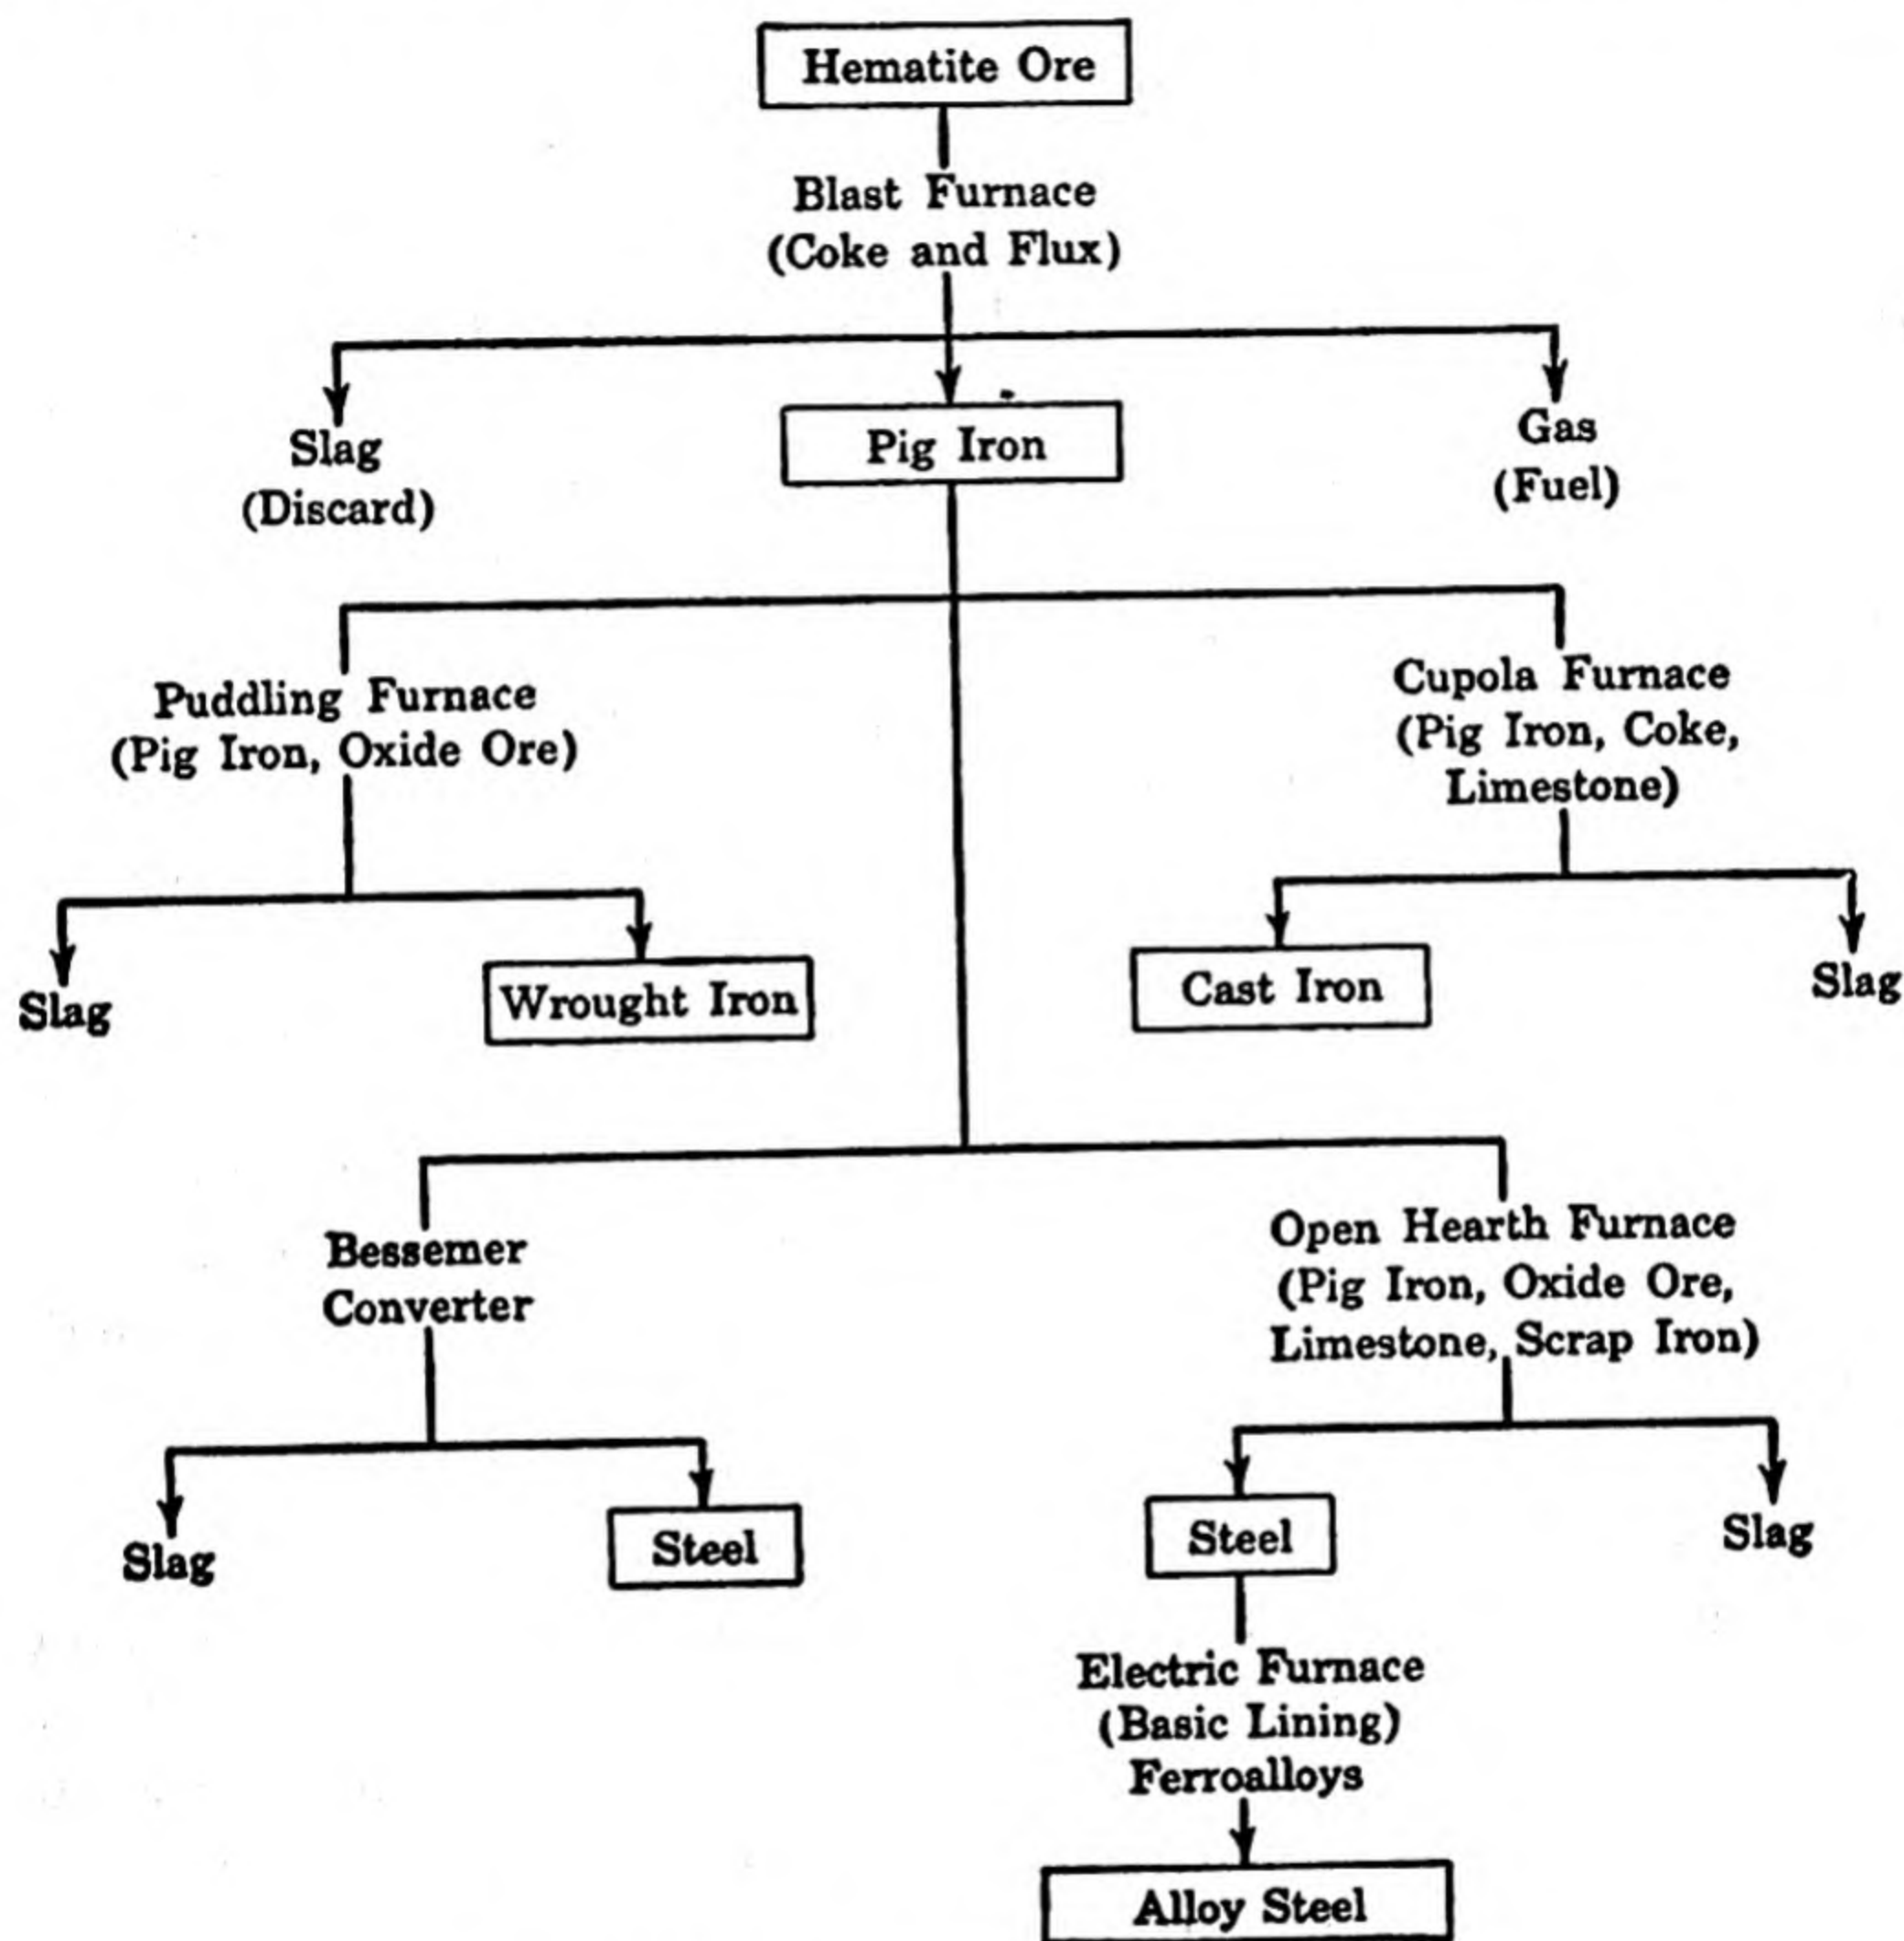 Hematite Ore
Blast Furnace
(Coke and Flux)
Slag
(Discard)
Pig Iron
Gas
(Fuel)
Puddling Furnace
(Pig Iron, Oxide Ore)
Cupola Furnace
(Pig Iron, Coke,
Limestone)
Slag
Wrought Iron
Cast Iron
Slag
Bessemer
Converter
Open Hearth Furnace
(Pig Iron, Oxide Ore,
Limestone, Scrap Iron)
Slag
Steel
Steel
Slag
Electric Furnace
(Basic Lining)
Ferroalloys
Alloy Steel